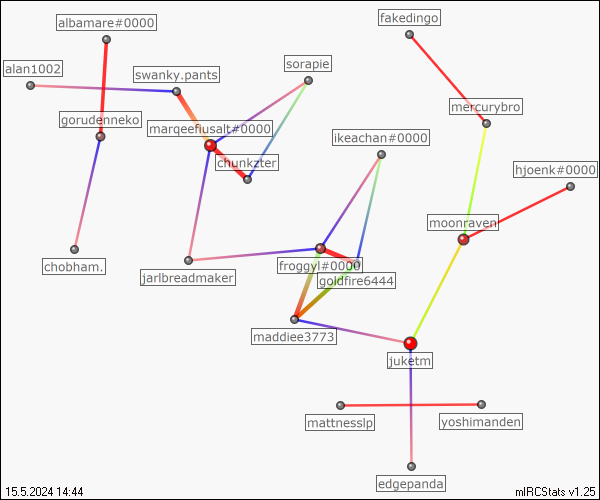 albamare#0000
fakedingo
alan1002
swanky.pants
sorapie
mercurybro
gorudenneko
marqeeflusalt#0000
ikeachan#0000
chunkzter
hjoenk#0000
moonraven
chobham.
jarlbreadmaker
froggyl#0000
goldfire6444
maddiee3773
juketm
mattnesslp
yoshimanden
edgepanda
15.5.2024 14:44
mIRCStats v1.25